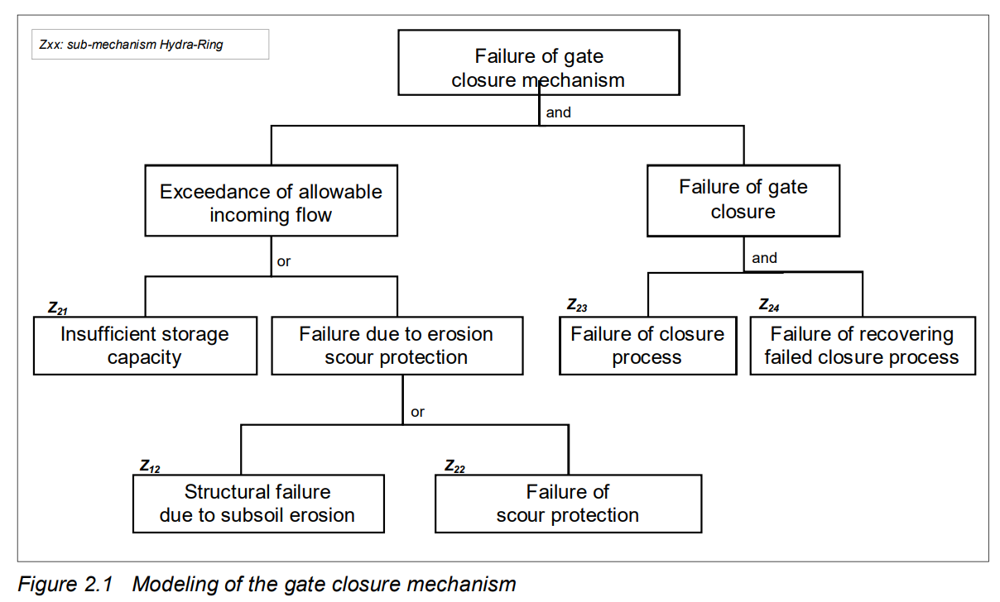 Zxx: sub-mechanism Hydra-Ring
Failure of gate
closure mechanism
and
Exceedance of allowable
incoming flow
Failure of gate
closure
or
and
Z21
Insufficient storage
capacity
Failure due to erosion
scour protection
Z23
Failure of closure
process
Z24
Failure of recovering
failed closure process
or
Z12
Structural failure
due to subsoil erosion
Z22
Failure of
scour protection
Figure 2.1 Modeling of the gate closure mechanism